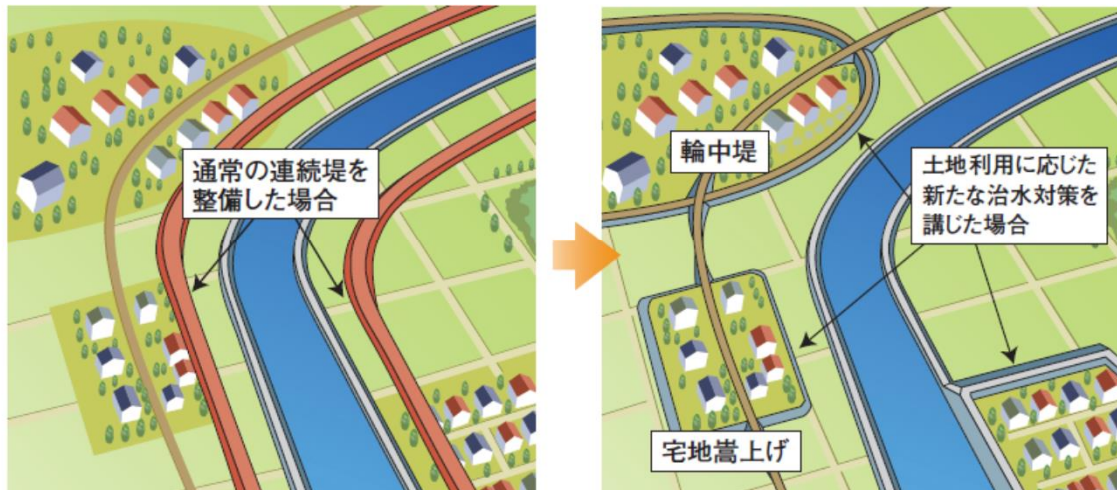 通常の連続堤を
整備した場合
輪中堤
土地利用に応じた
新たな治水対策を
講じた場合
宅地嵩上げ